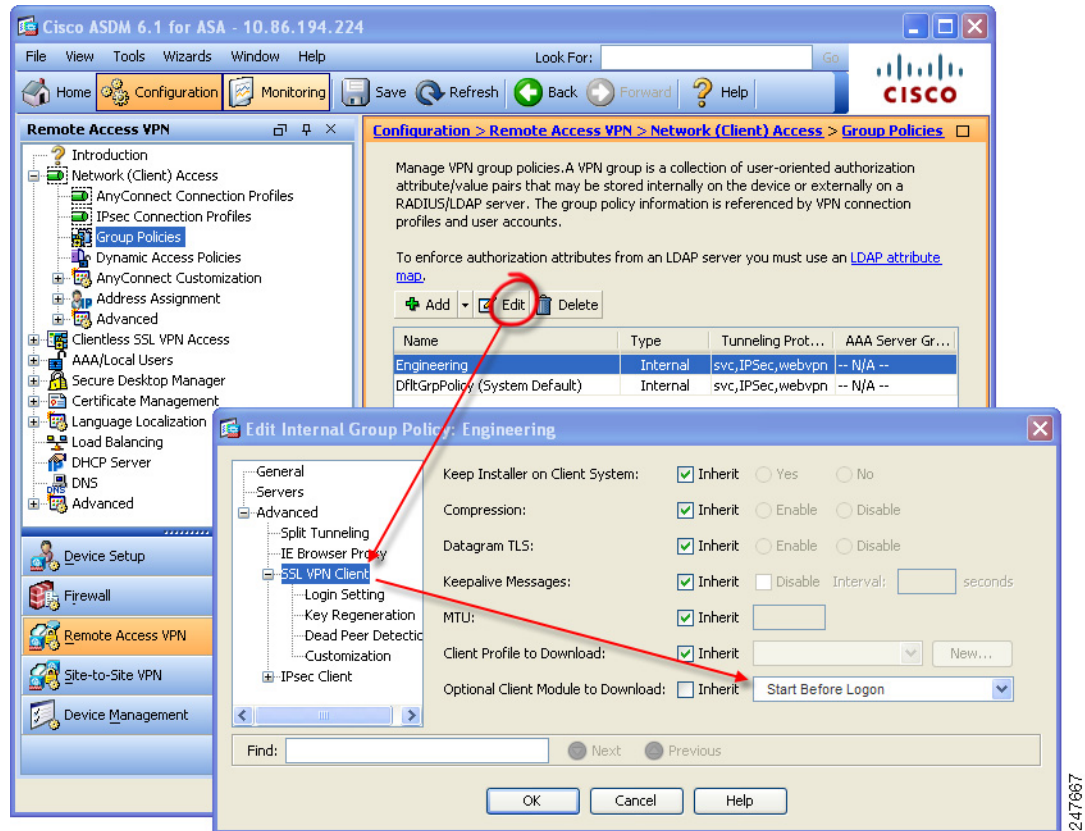 Cisco ASDM 6.1 for ASA - 10.86.194.224
File View Tools Wizards Window Help
Look For:
Go
Home Configuration Monitoring Save Refresh Back Forward Help
CISCO
Remote Access VPN
Introduction
Network (Client) Access
AnyConnect Connection Profiles
IPsec Connection Profiles
Group Policies
Dynamic Access Policies
AnyConnect Customization
Address Assignment
Advanced
Clientless SSL VPN Access
AAA/Local Users
Secure Desktop Manager
Certificate Management
Language Localization
Load Balancing
DHCP Server
DNS
Advanced
Device Setup
Firewall
Remote Access VPN
Site-to-Site VPN
Device Management
Configuration > Remote Access VPN > Network (Client) Access > Group Policies
Manage VPN group policies.A VPN group is a collection of user-oriented authorization
attribute/value pairs that may be stored internally on the device or externally on a
RADIUS/LDAP server. The group policy information is referenced by VPN connection
profiles and user accounts.
To enforce authorization attributes from an LDAP server you must use an LDAP attribute
map.
Add Edit Delete
Name Type Tunneling Prot... AAA Server Gr...
Engineering Internal svc,IPSec,webvpn -- N/A --
DfltGrpPolicy (System Default) Internal svc,IPSec,webvpn -- N/A --
Edit Internal Group Policy: Engineering
General
Servers
Advanced
Split Tunneling
IE Browser Proxy
SSL VPN Client
Login Setting
Key Regeneration
Dead Peer Detectic
Customization
IPsec Client
Keep Installer on Client System: Inherit Yes No
Compression: Inherit Enable Disable
Datagram TLS: Inherit Enable Disable
Keepalive Messages: Inherit Disable Interval: seconds
MTU: Inherit
Client Profile to Download: Inherit New...
Optional Client Module to Download: Inherit Start Before Logon
Find: Next Previous
OK Cancel Help
247667